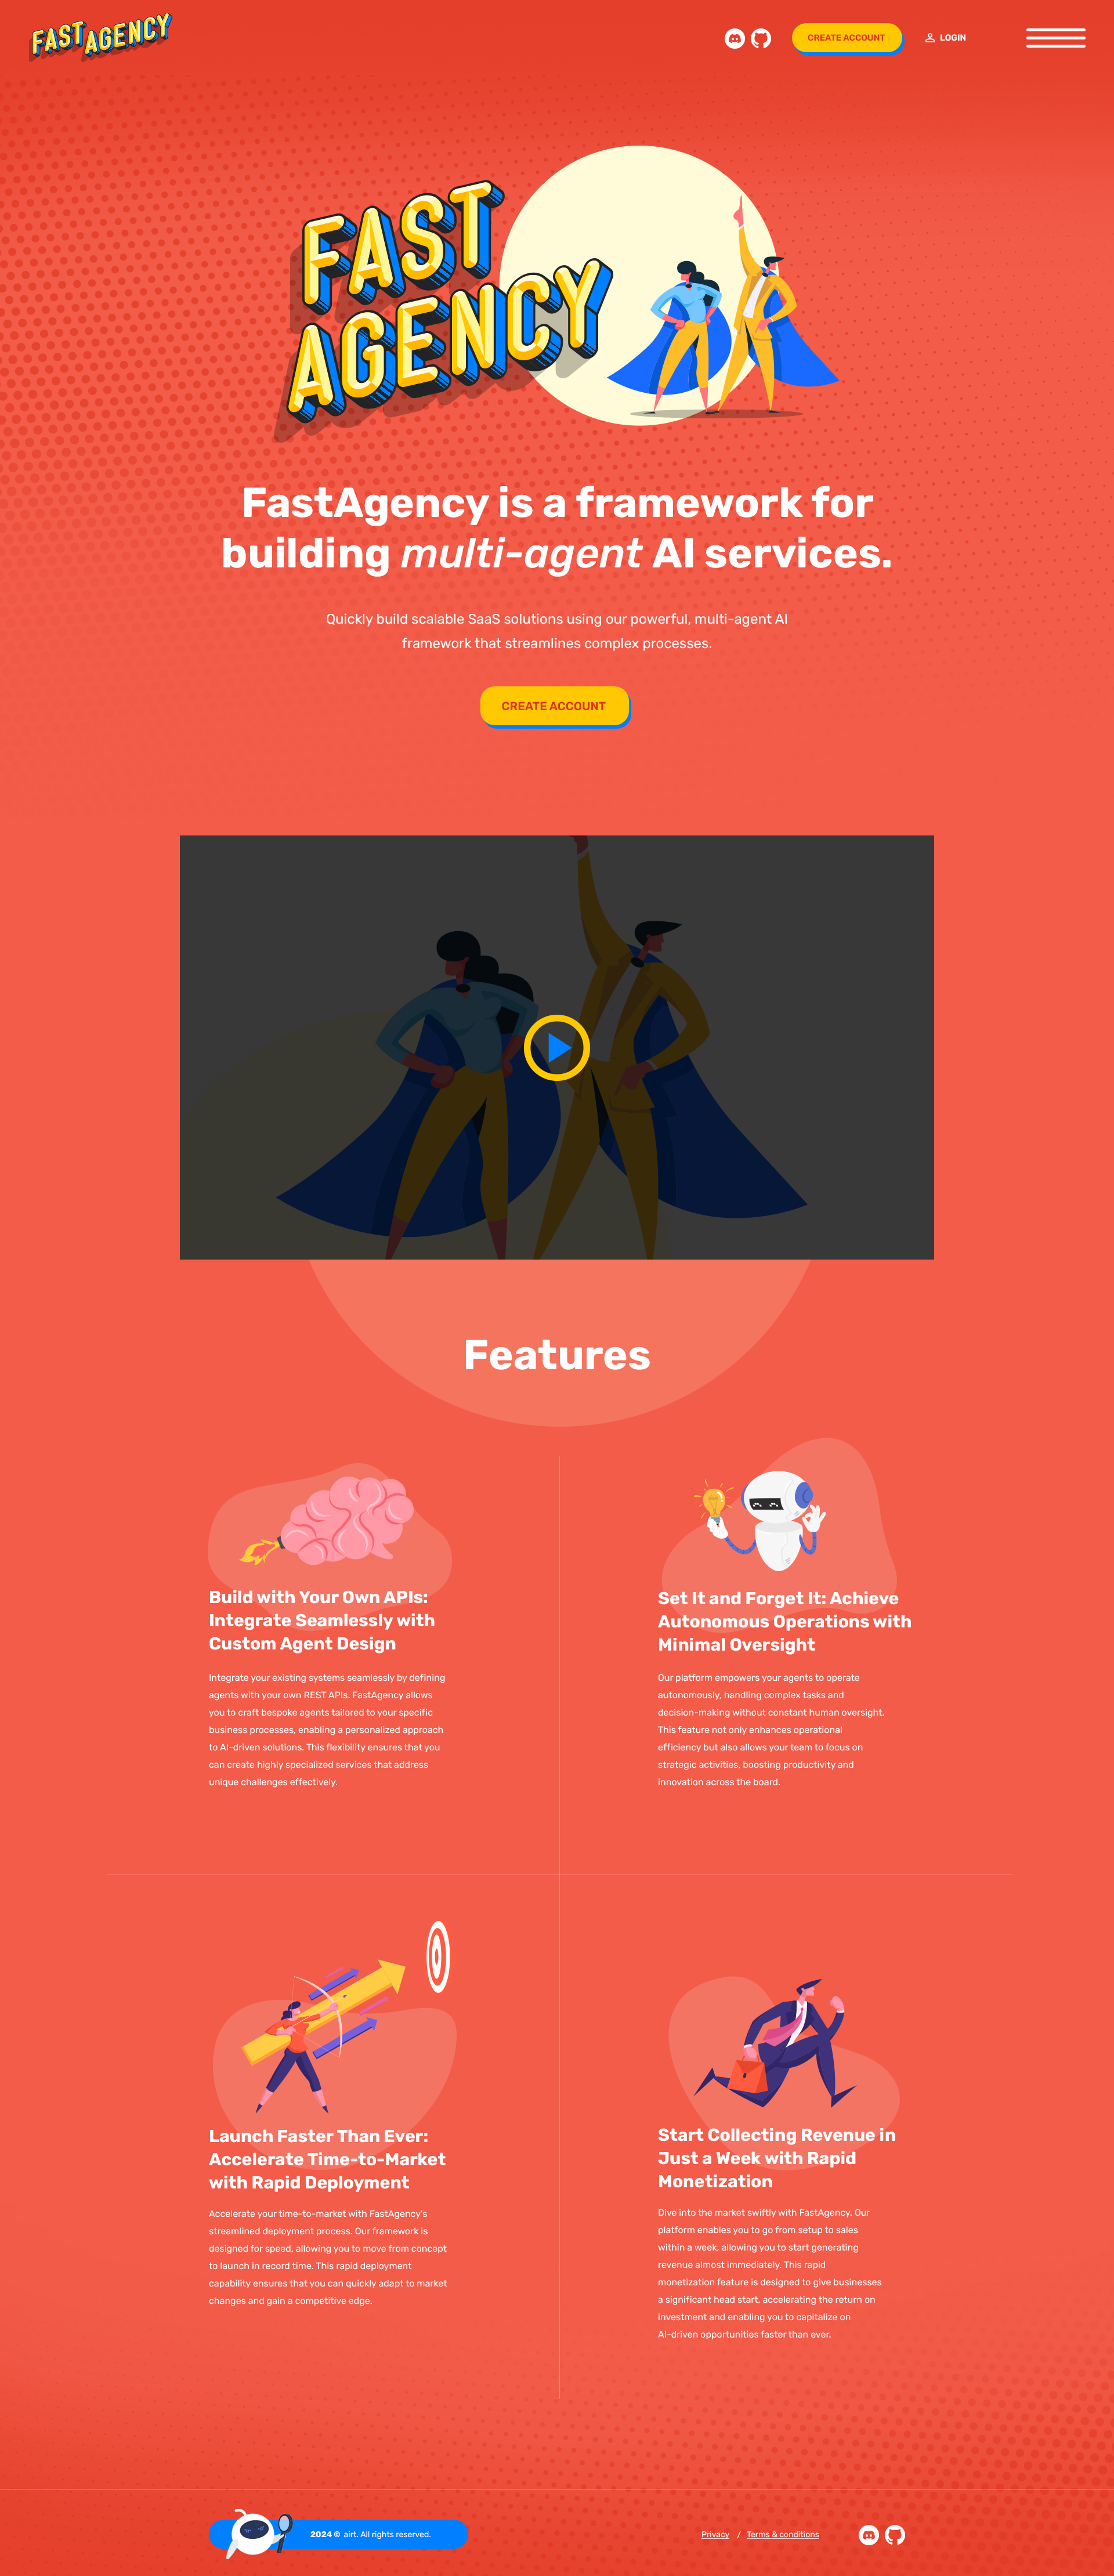 FAST AGENCY
CREATE ACCOUNT
LOGIN
FAST
AGENCY
FastAgency is a framework for
building multi-agent AI services.
Quickly build scalable SaaS solutions using our powerful, multi-agent AI
framework that streamlines complex processes.
CREATE ACCOUNT
Features
Build with Your Own APIs:
Integrate Seamlessly with
Custom Agent Design
Integrate your existing systems seamlessly by defining
agents with your own REST APIs. FastAgency allows
you to craft bespoke agents tailored to your specific
business processes, enabling a personalized approach
to AI-driven solutions. This flexibility ensures that you
can create highly specialized services that address
unique challenges effectively.
Set It and Forget It: Achieve
Autonomous Operations with
Minimal Oversight
Our platform empowers your agents to operate
autonomously, handling complex tasks and
decision-making without constant human oversight.
This feature not only enhances operational
efficiency but also allows your team to focus on
strategic activities, boosting productivity and
innovation across the board.
Launch Faster Than Ever:
Accelerate Time-to-Market
with Rapid Deployment
Accelerate your time-to-market with FastAgency's
streamlined deployment process. Our framework is
designed for speed, allowing you to move from concept
to launch in record time. This rapid deployment
capability ensures that you can quickly adapt to market
changes and gain a competitive edge.
Start Collecting Revenue in
Just a Week with Rapid
Monetization
Dive into the market swiftly with FastAgency. Our
platform enables you to go from setup to sales
within a week, allowing you to start generating
revenue almost immediately. This rapid
monetization feature is designed to give businesses
a significant head start, accelerating the return on
investment and enabling you to capitalize on
AI-driven opportunities faster than ever.
2024 © airt. All rights reserved.
Privacy / Terms & conditions